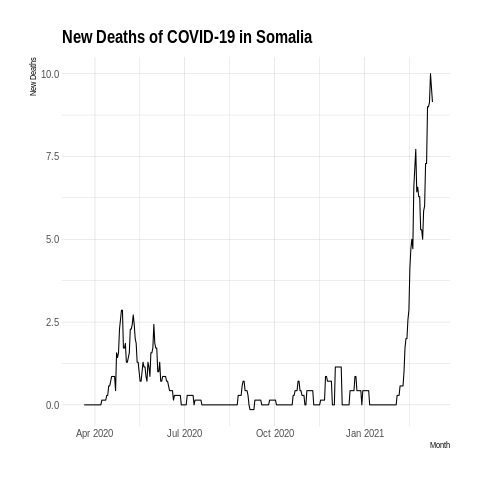 New Deaths of COVID-19 in Somalia
New Deaths
10.0
7.5
5.0
2.5
0.0
Apr 2020 Jul 2020 Oct 2020 Jan 2021
Month